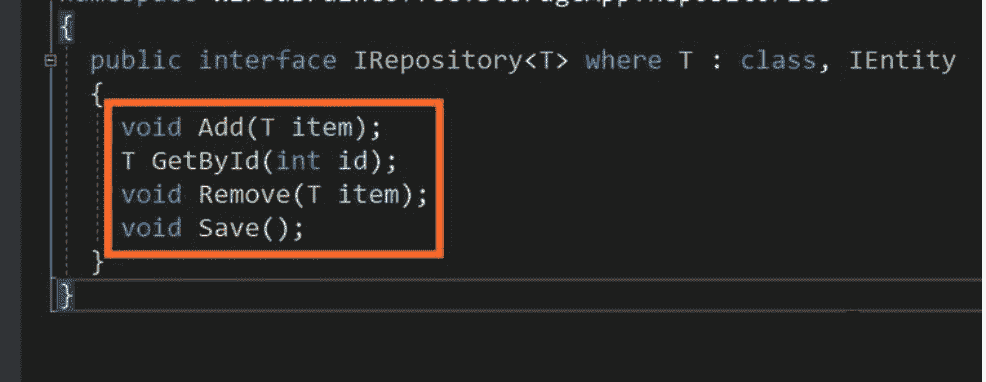 {
public interface IRepository<T> where T : class, IEntity
{
void Add(T item);
T GetById(int id);
void Remove(T item);
void Save();
}
}